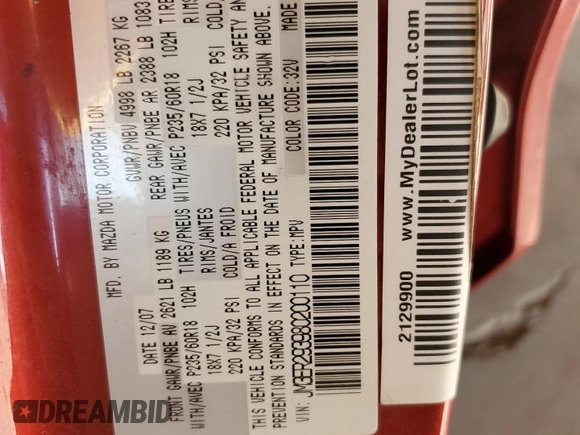 MFD. BY MAZDA MOTOR CORPORATION
DATE 12/07 GVWR/PNBV 4998 LB 2267 KG
FRONT GAWR/PNBE AV 2621 LB 1189 KG REAR GAWR/PNBE AR 2388 LB 1083
WITH/AVEC P235/60R18 102H TIRES/PNEUS WITH/AVEC P235/60R18 102H TIRE
18X7 1/2J RIMS/JANTES 18X7 1/2J RIMS
220 KPA/32 PSI COLD/A FROID 220 KPA/32 PSI COLD
THIS VEHICLE CONFORMS TO ALL APPLICABLE FEDERAL MOTOR VEHICLE SAFETY AN
PREVENTION STANDARDS IN EFFECT ON THE DATE OF MANUFACTURE SHOWN ABOVE.
VIN: JM3ER293980200110 TYPE:MPV COLOR CODE:32V MADE
2129900 www.MyDealerLot.com
DREAMBID